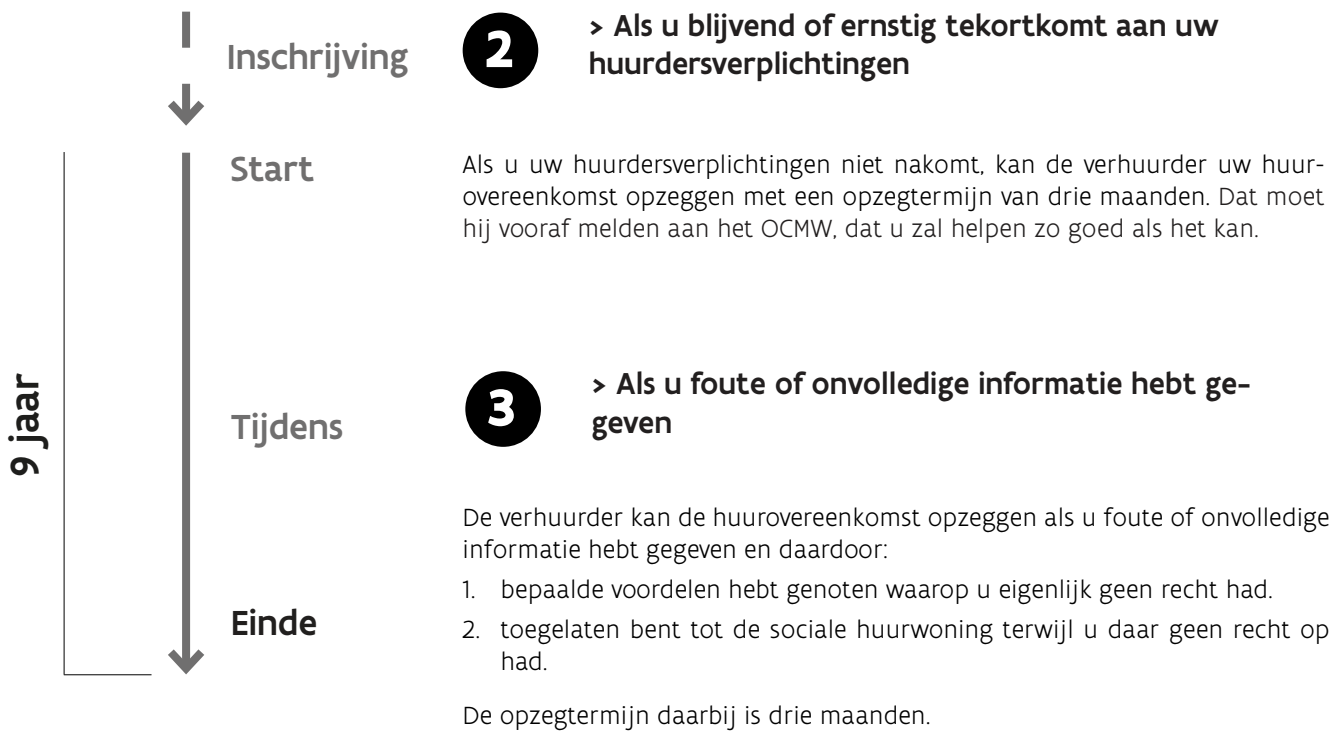 Inschrijving
Start
9 jaar
Tijdens
Einde
2
> Als u blijvend of ernstig tekortkomt aan uw
huurdersverplichtingen
Als u uw huurdersverplichtingen niet nakomt, kan de verhuurder uw huur-
overeenkomst opzeggen met een opzegtermijn van drie maanden. Dat moet
hij vooraf melden aan het OCMW, dat u zal helpen zo goed als het kan.
3
> Als u foute of onvolledige informatie hebt ge-
geven
De verhuurder kan de huurovereenkomst opzeggen als u foute of onvolledige
informatie hebt gegeven en daardoor:
1. bepaalde voordelen hebt genoten waarop u eigenlijk geen recht had.
2. toegelaten bent tot de sociale huurwoning terwijl u daar geen recht op
had.
De opzegtermijn daarbij is drie maanden.